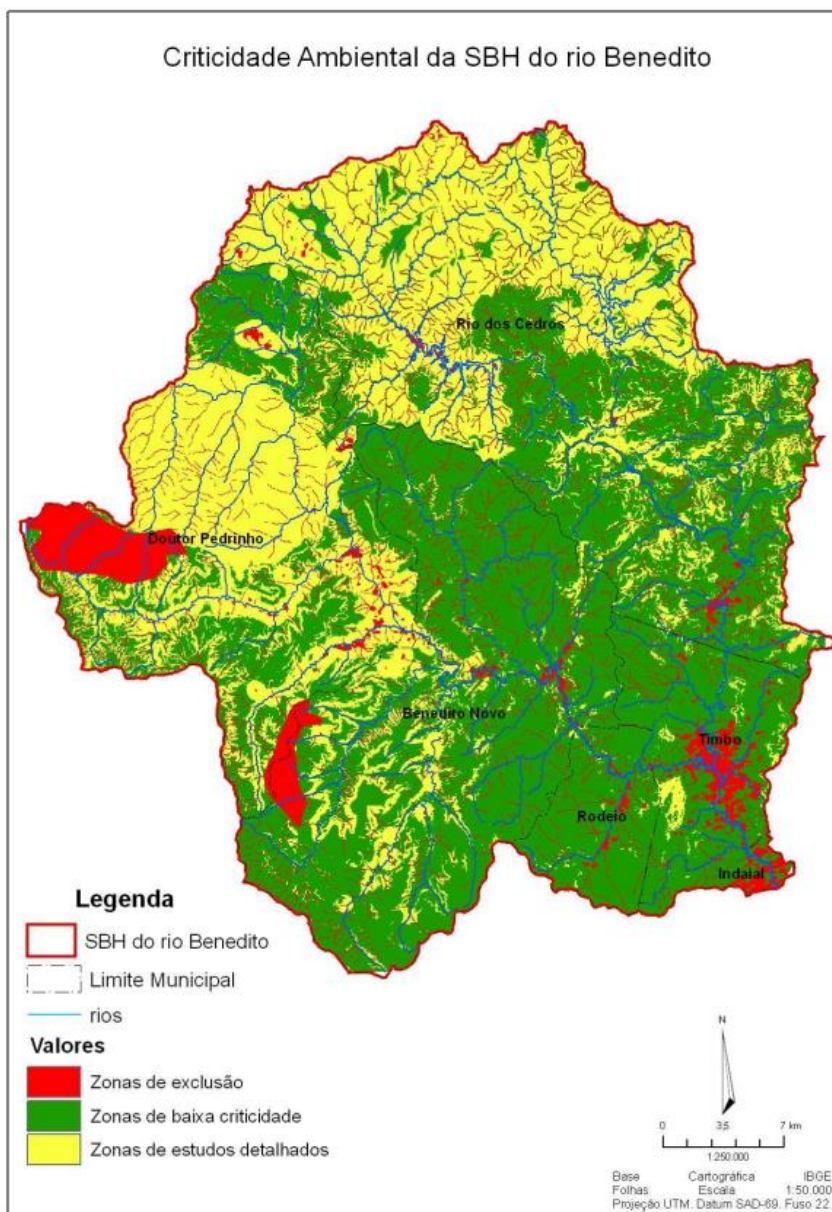 Criticidade Ambiental da SBH do rio Benedito
Rio dos Cedros
Doutor Pedrinho
Benedito Novo
Timbo
Rodeio
Indaial
Legenda
SBH do rio Benedito
Limite Municipal
rios
Valores
Zonas de exclusão
Zonas de baixa criticidade
Zonas de estudos detalhados
N
0 3,5 7 km
1:250.000
Base Cartográfica IBGE
Folhas Escala 1:50.000
Projeção UTM. Datum SAD-69. Fuso 22